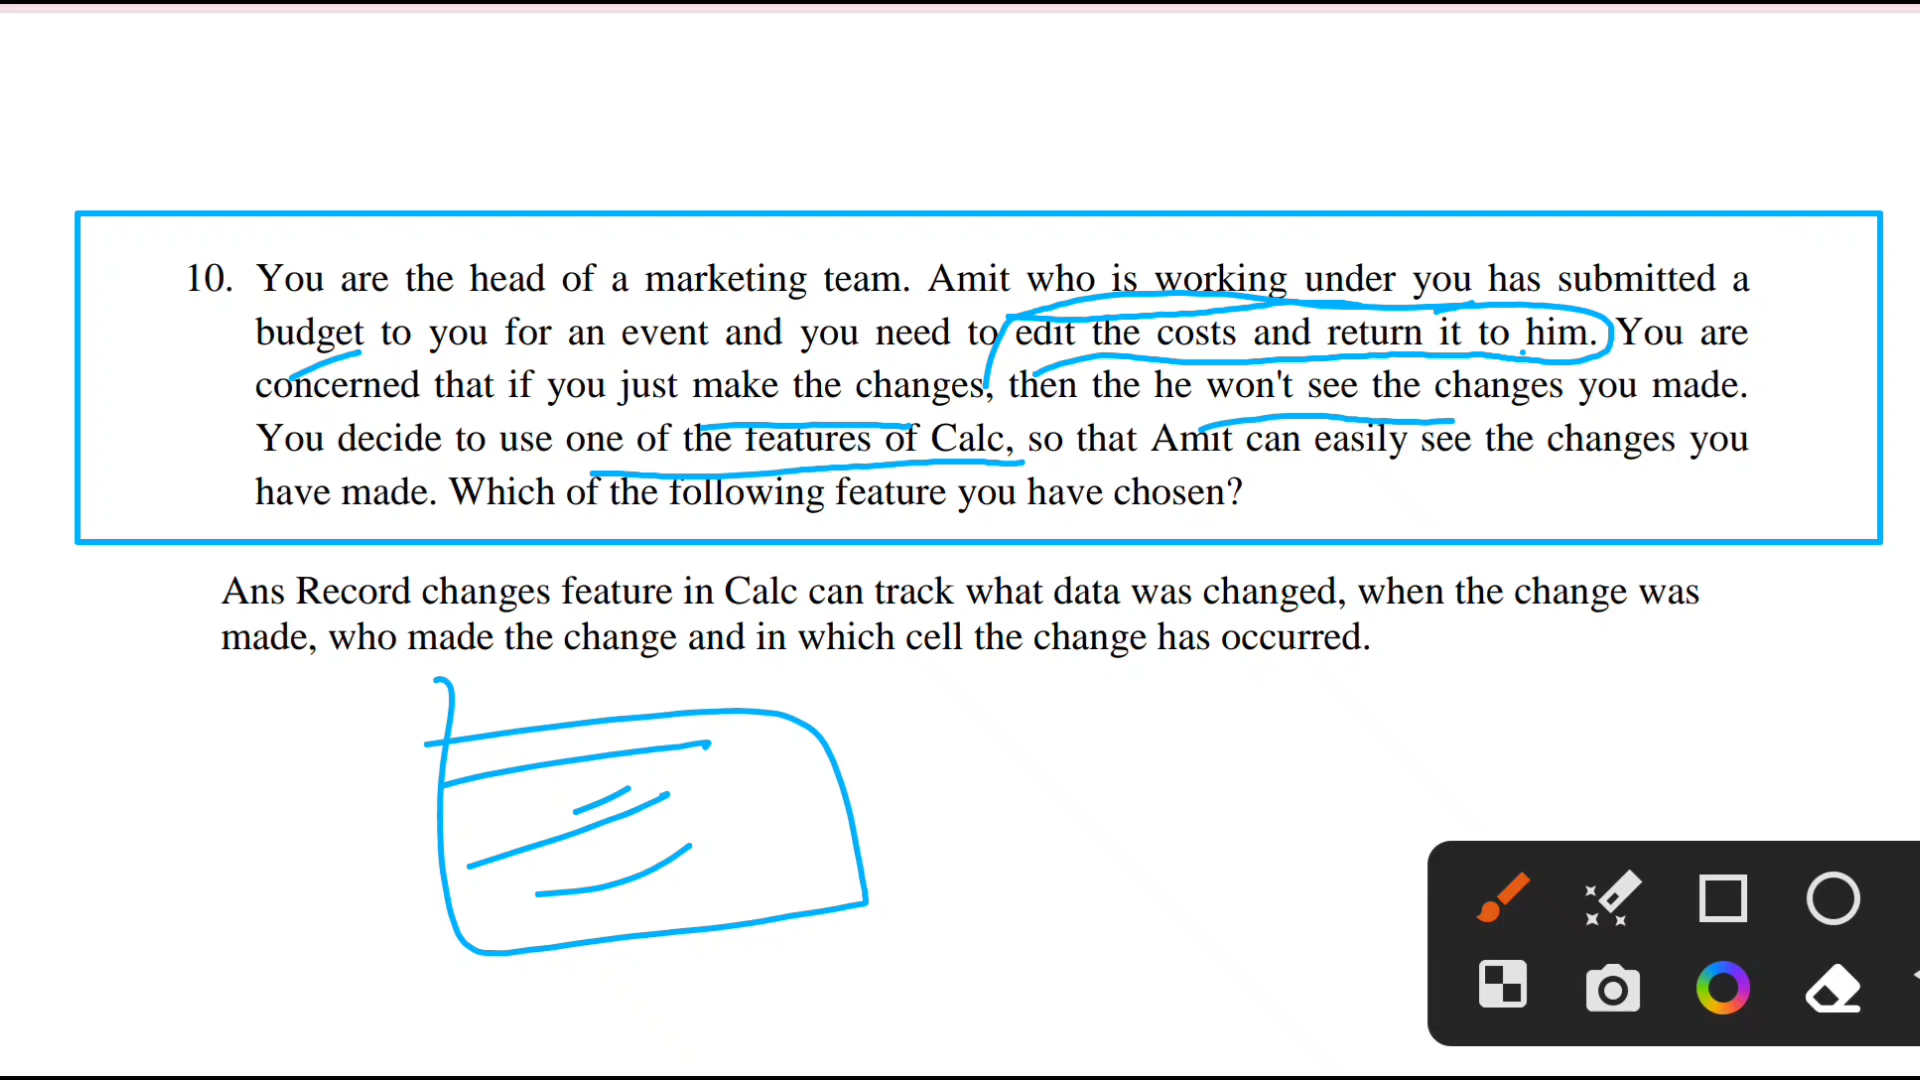 10. You are the head of a marketing team. Amit who is working under you has submitted a
budget to you for an event and you need to edit the costs and return it to him. You are
concerned that if you just make the changes, then the he won't see the changes you made.
You decide to use one of the features of Calc, so that Amit can easily see the changes you
have made. Which of the following feature you have chosen?
Ans Record changes feature in Calc can track what data was changed, when the change was
made, who made the change and in which cell the change has occurred.